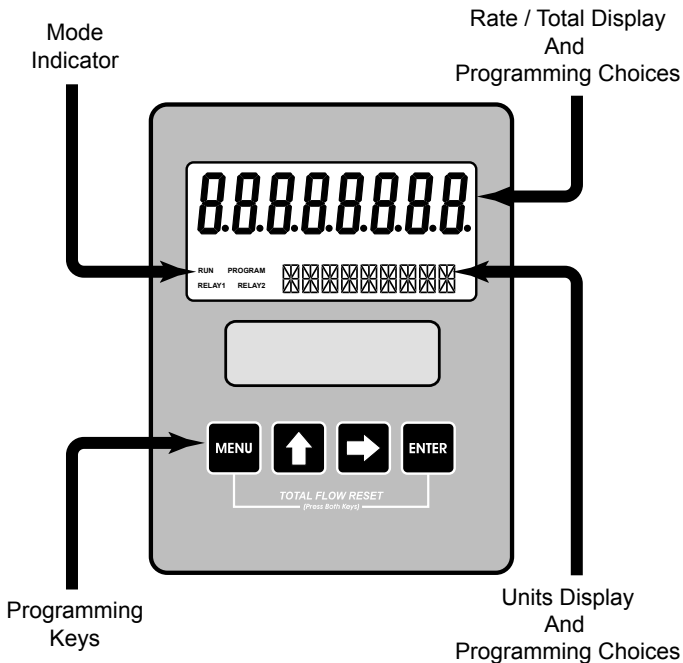 Mode
Indicator
Rate / Total Display
And
Programming Choices
8.8.8.8.8.8.8.8.
RUN PROGRAM
RELAY1 RELAY2
MENU
ENTER
TOTAL FLOW RESET
(Press Both Keys)
Programming
Keys
Units Display
And
Programming Choices